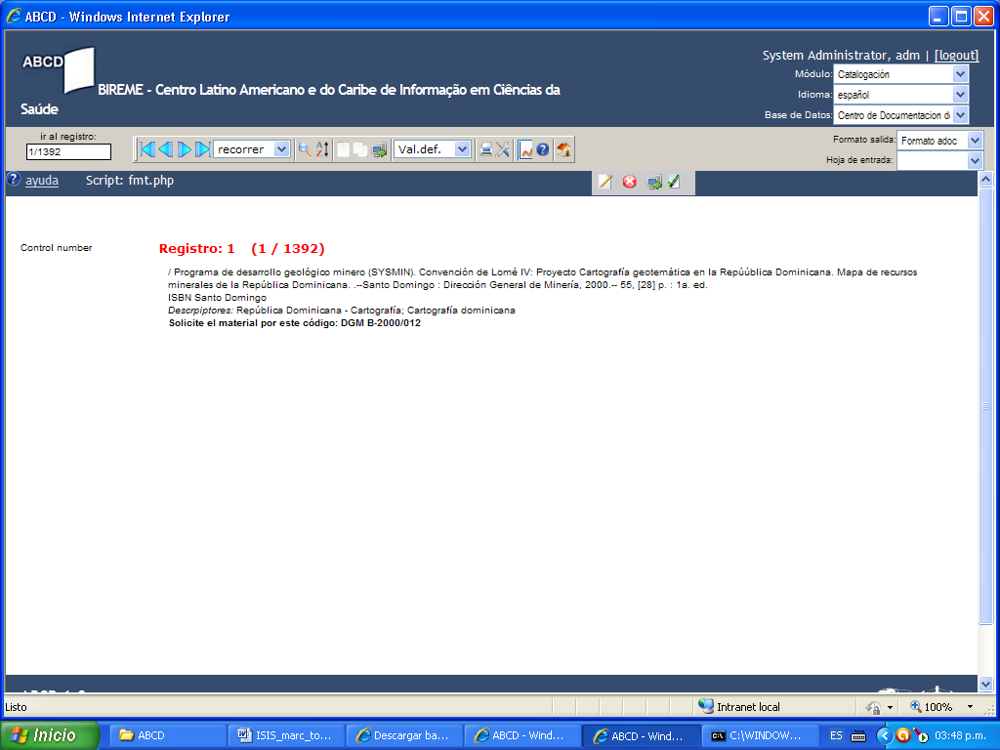 ABCD - Windows Internet Explorer
ABCD
BIREME - Centro Latino Americano e do Caribe de Informação em Ciências da
Saúde
System Administrator, adm | [logout]
Módulo: Catalogación
Idioma: español
Base de Datos: Centro de Documentacion d
ir al registro:
1/1392
recorrer
Val.def.
Formato salida: Formato adoc
Hoja de entrada:
ayuda Script: fmt.php
Control number
Registro: 1 (1 / 1392)
/ Programa de desarrollo geológico minero (SYSMIN). Convención de Lomé IV: Proyecto Cartografía geotemática en la Repúública Dominicana. Mapa de recursos
minerales de la República Dominicana. .--Santo Domingo : Dirección General de Minería, 2000.-- 55, [28] p. : 1a. ed.
ISBN Santo Domingo
Descrpiptores: República Dominicana - Cartografía; Cartografía dominicana
Solicite el material por este código: DGM B-2000/012
Listo
Intranet local
100%
Inicio
ABCD
ISIS_marc_to...
Descargar ba...
ABCD - Wind...
ABCD - Wind...
C:\WINDOW...
ES
03:48 p.m.